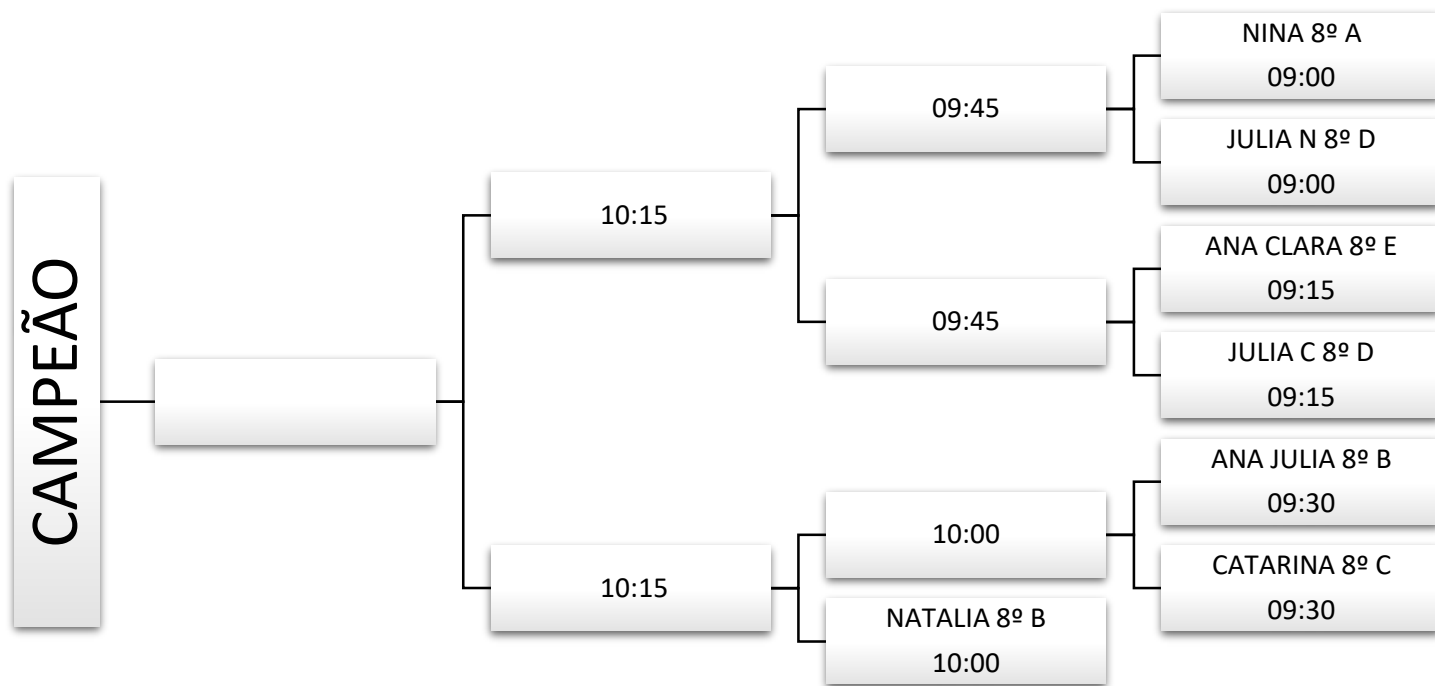 CAMPEÃO
10:15
09:45
NINA 8º A
09:00
JULIA N 8º D
09:00
09:45
ANA CLARA 8º E
09:15
JULIA C 8º D
09:15
10:15
10:00
ANA JULIA 8º B
09:30
CATARINA 8º C
09:30
NATALIA 8º B
10:00